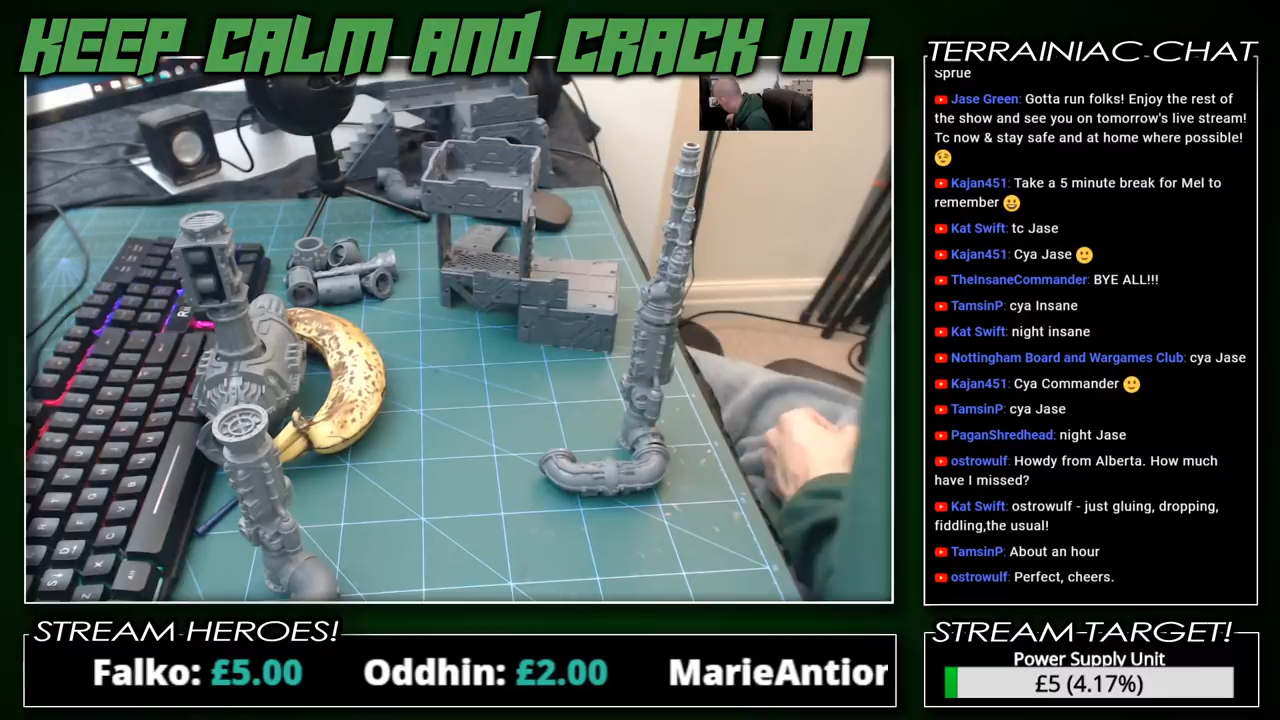 KEEP CALM AND CRACK ON
TERRAINIAC-CHAT
Sprue
Jase Green: Gotta run folks! Enjoy the rest of
the show and see you on tomorrow's live stream!
Tc now & stay safe and at home where possible!
😉
Kajan451: Take a 5 minute break for Mel to
remember 😀
Kat Swift: tc Jase
Kajan451: Cya Jase 🙂
TheInsaneCommander: BYE ALL!!!
TamsinP: cya Insane
Kat Swift: night insane
Nottingham Board and Wargames Club: cya Jase
Kajan451: Cya Commander 🙂
TamsinP: cya Jase
PaganShredhead: night Jase
ostrowulf: Howdy from Alberta. How much
have I missed?
Kat Swift: ostrowulf - just gluing, dropping,
fiddling,the usual!
TamsinP: About an hour
ostrowulf: Perfect, cheers.
STREAM HEROES!
Falko: £5.00 Oddhin: £2.00 MarieAntior
STREAM-TARGET!
Power Supply Unit
£5 (4.17%)